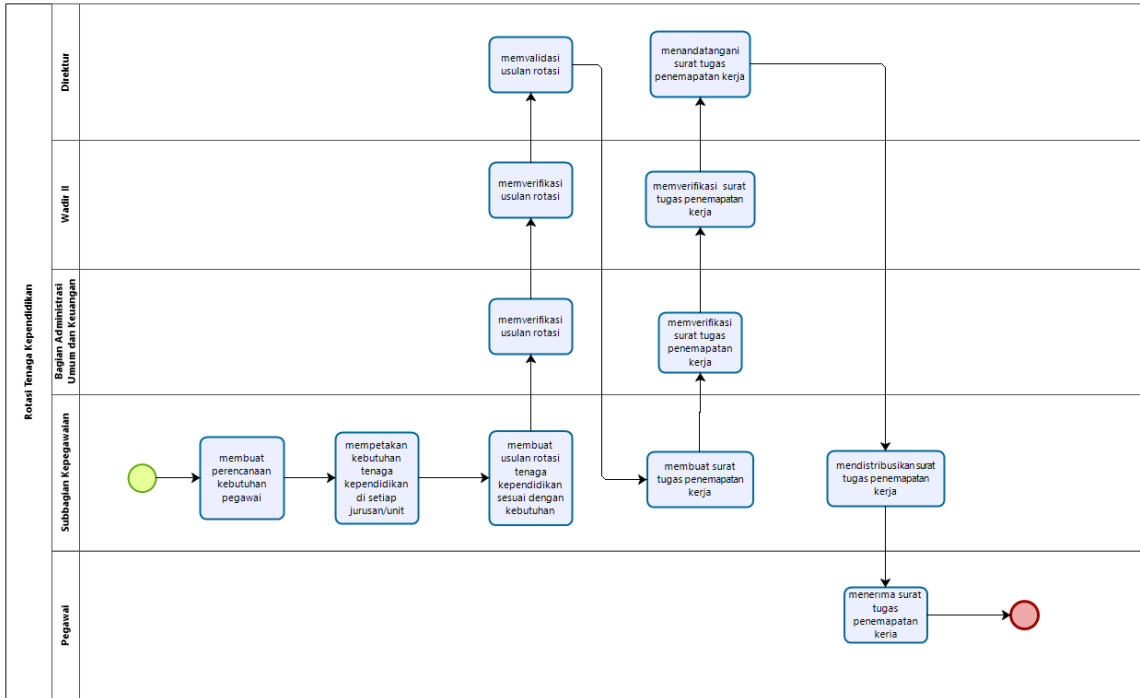 Rotasi Tenaga Kependidikan
Direktur
memvalidasi
usulan rotasi
menandatangani
surat tugas
penemapatan kerja
Wadir II
memverifikasi
usulan rotasi
memverifikasi surat
tugas penemapatan
kerja
Bagian Administrasi
Umum dan Keuangan
memverifikasi
usulan rotasi
memverifikasi
surat tugas
penemapatan
kerja
Subbagian Kepegawaian
membuat
perencanaan
kebutuhan
pegawai
mempetakan
kebutuhan
tenaga
kependidikan
di setiap
jurusan/unit
membuat
usulan rotasi
tenaga
kependidikan
sesuai dengan
kebutuhan
membuat surat
tugas penemapatan
kerja
mendistribusikan surat
tugas penemapatan
kerja
Pegawai
menerima surat
tugas
penemapatan
kerja